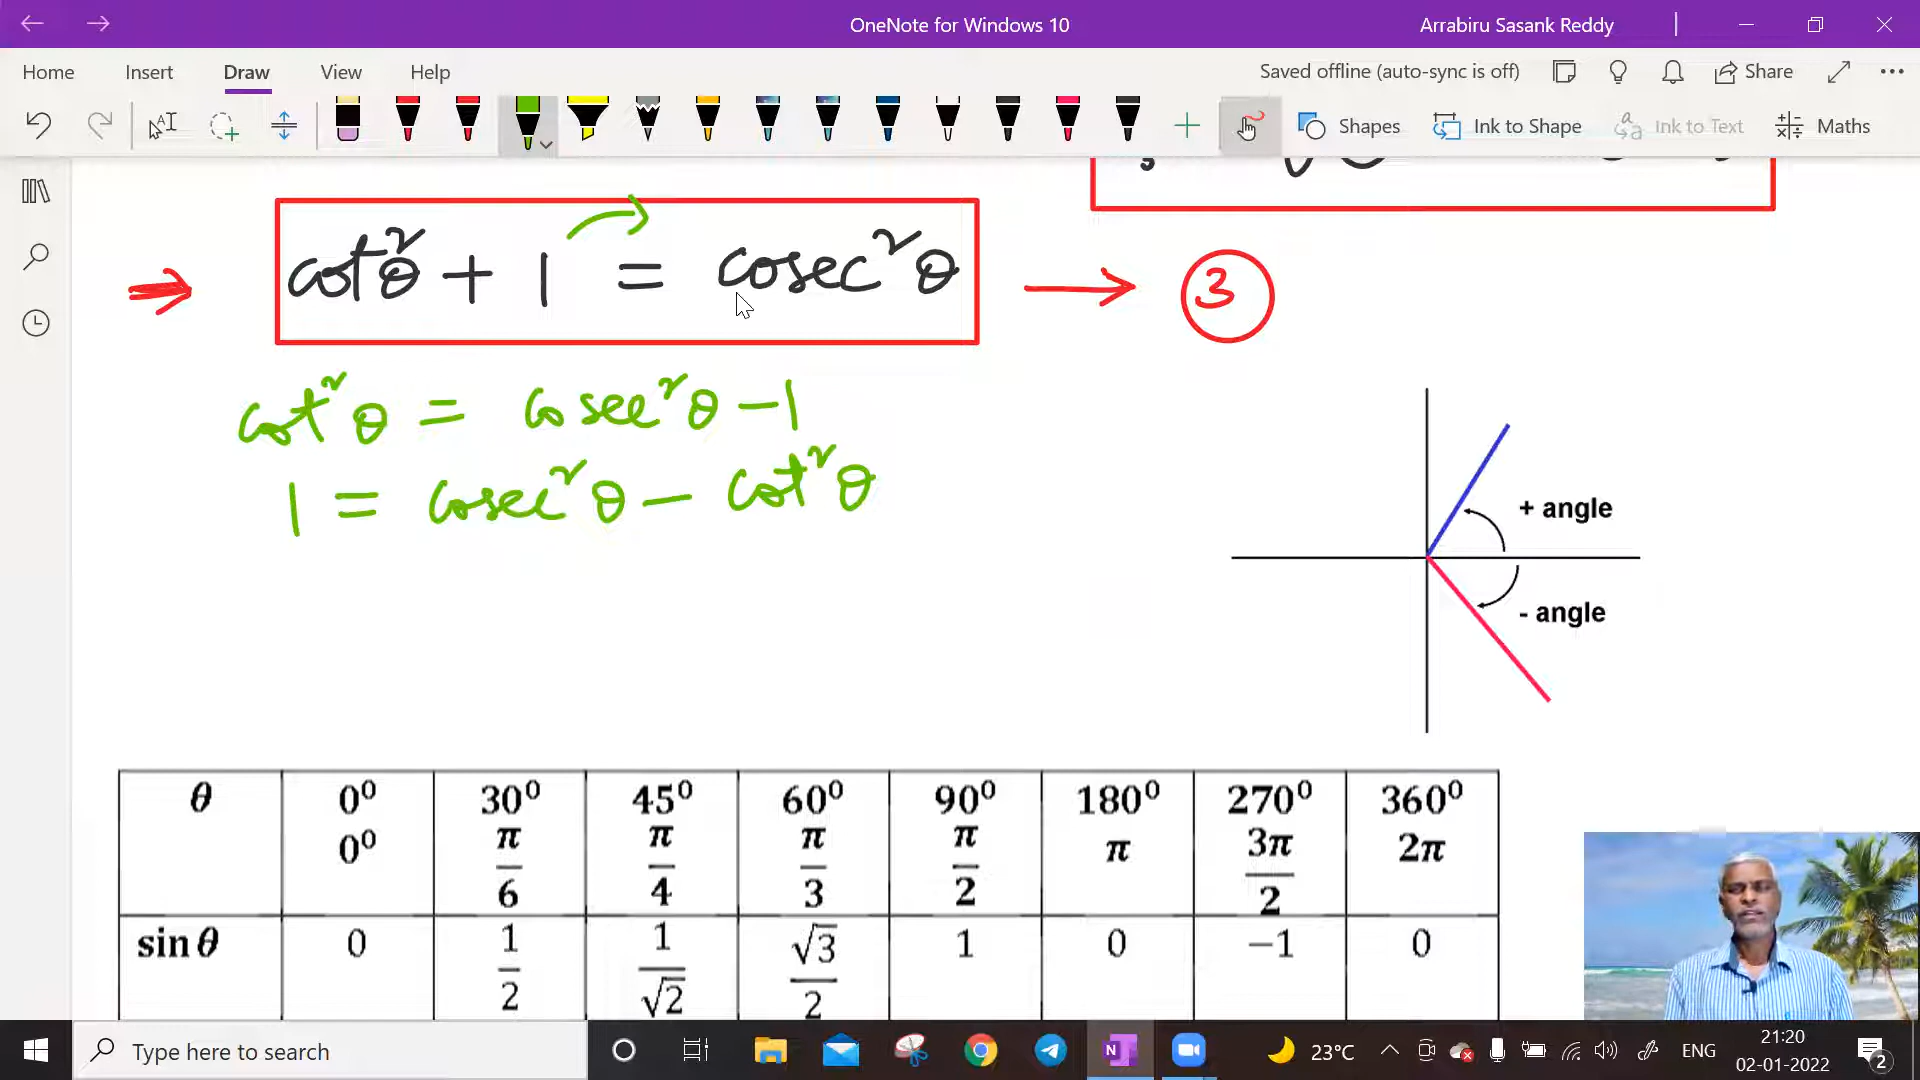 OneNote for Windows 10
Arrabiru Sasank Reddy
Home Insert Draw View Help
Saved offline (auto-sync is off) Share
Shapes Ink to Shape Ink to Text Maths
cot²θ + 1 = cosec²θ
3
cot²θ = cosec²θ - 1
1 = cosec²θ - cot²θ
+ angle
- angle
θ 0⁰ 30⁰ 45⁰ 60⁰ 90⁰ 180⁰ 270⁰ 360⁰
0⁰ π/6 π/4 π/3 π/2 π 3π/2 2π
sin θ 0 1/2 1/√2 √3/2 1 0 −1 0
Type here to search
23°C
ENG
21:20
02-01-2022
2